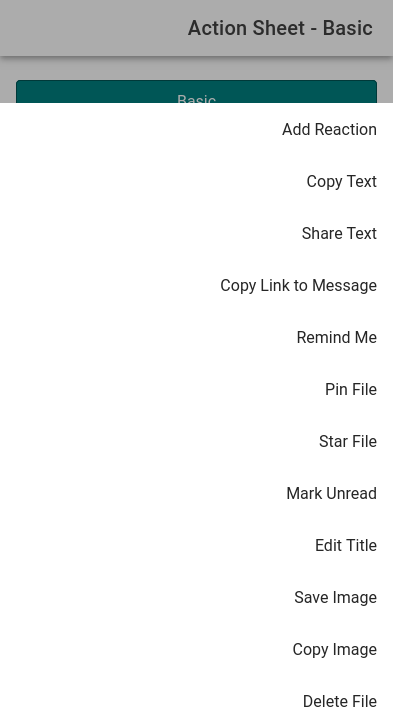 Action Sheet - Basic
Basic
Add Reaction
Copy Text
Share Text
Copy Link to Message
Remind Me
Pin File
Star File
Mark Unread
Edit Title
Save Image
Copy Image
Delete File